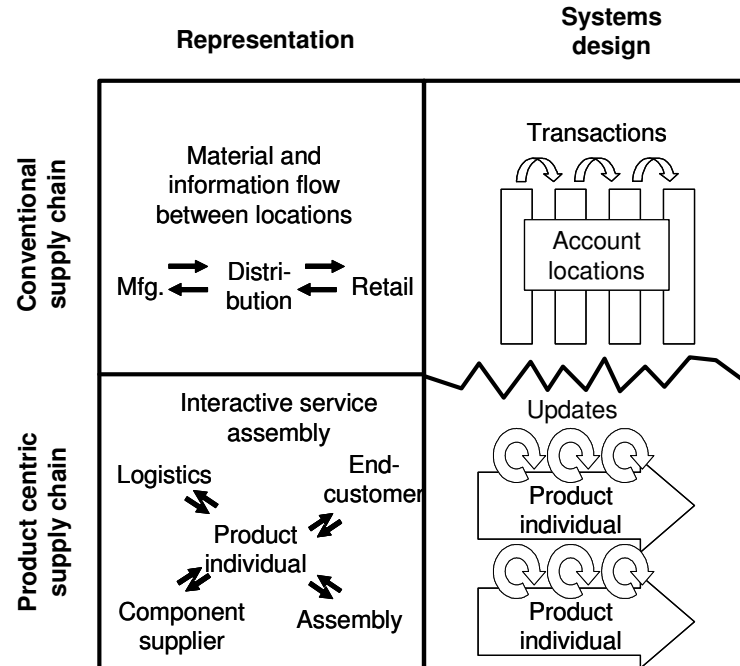 Representation
Systems
design
Conventional
supply chain
Material and
information flow
between locations
Mfg.
Distri-
bution
Retail
Transactions
Account
locations
Product centric
supply chain
Interactive service
assembly
Logistics
End-
customer
Product
individual
Component
supplier
Assembly
Updates
Product
individual
Product
individual